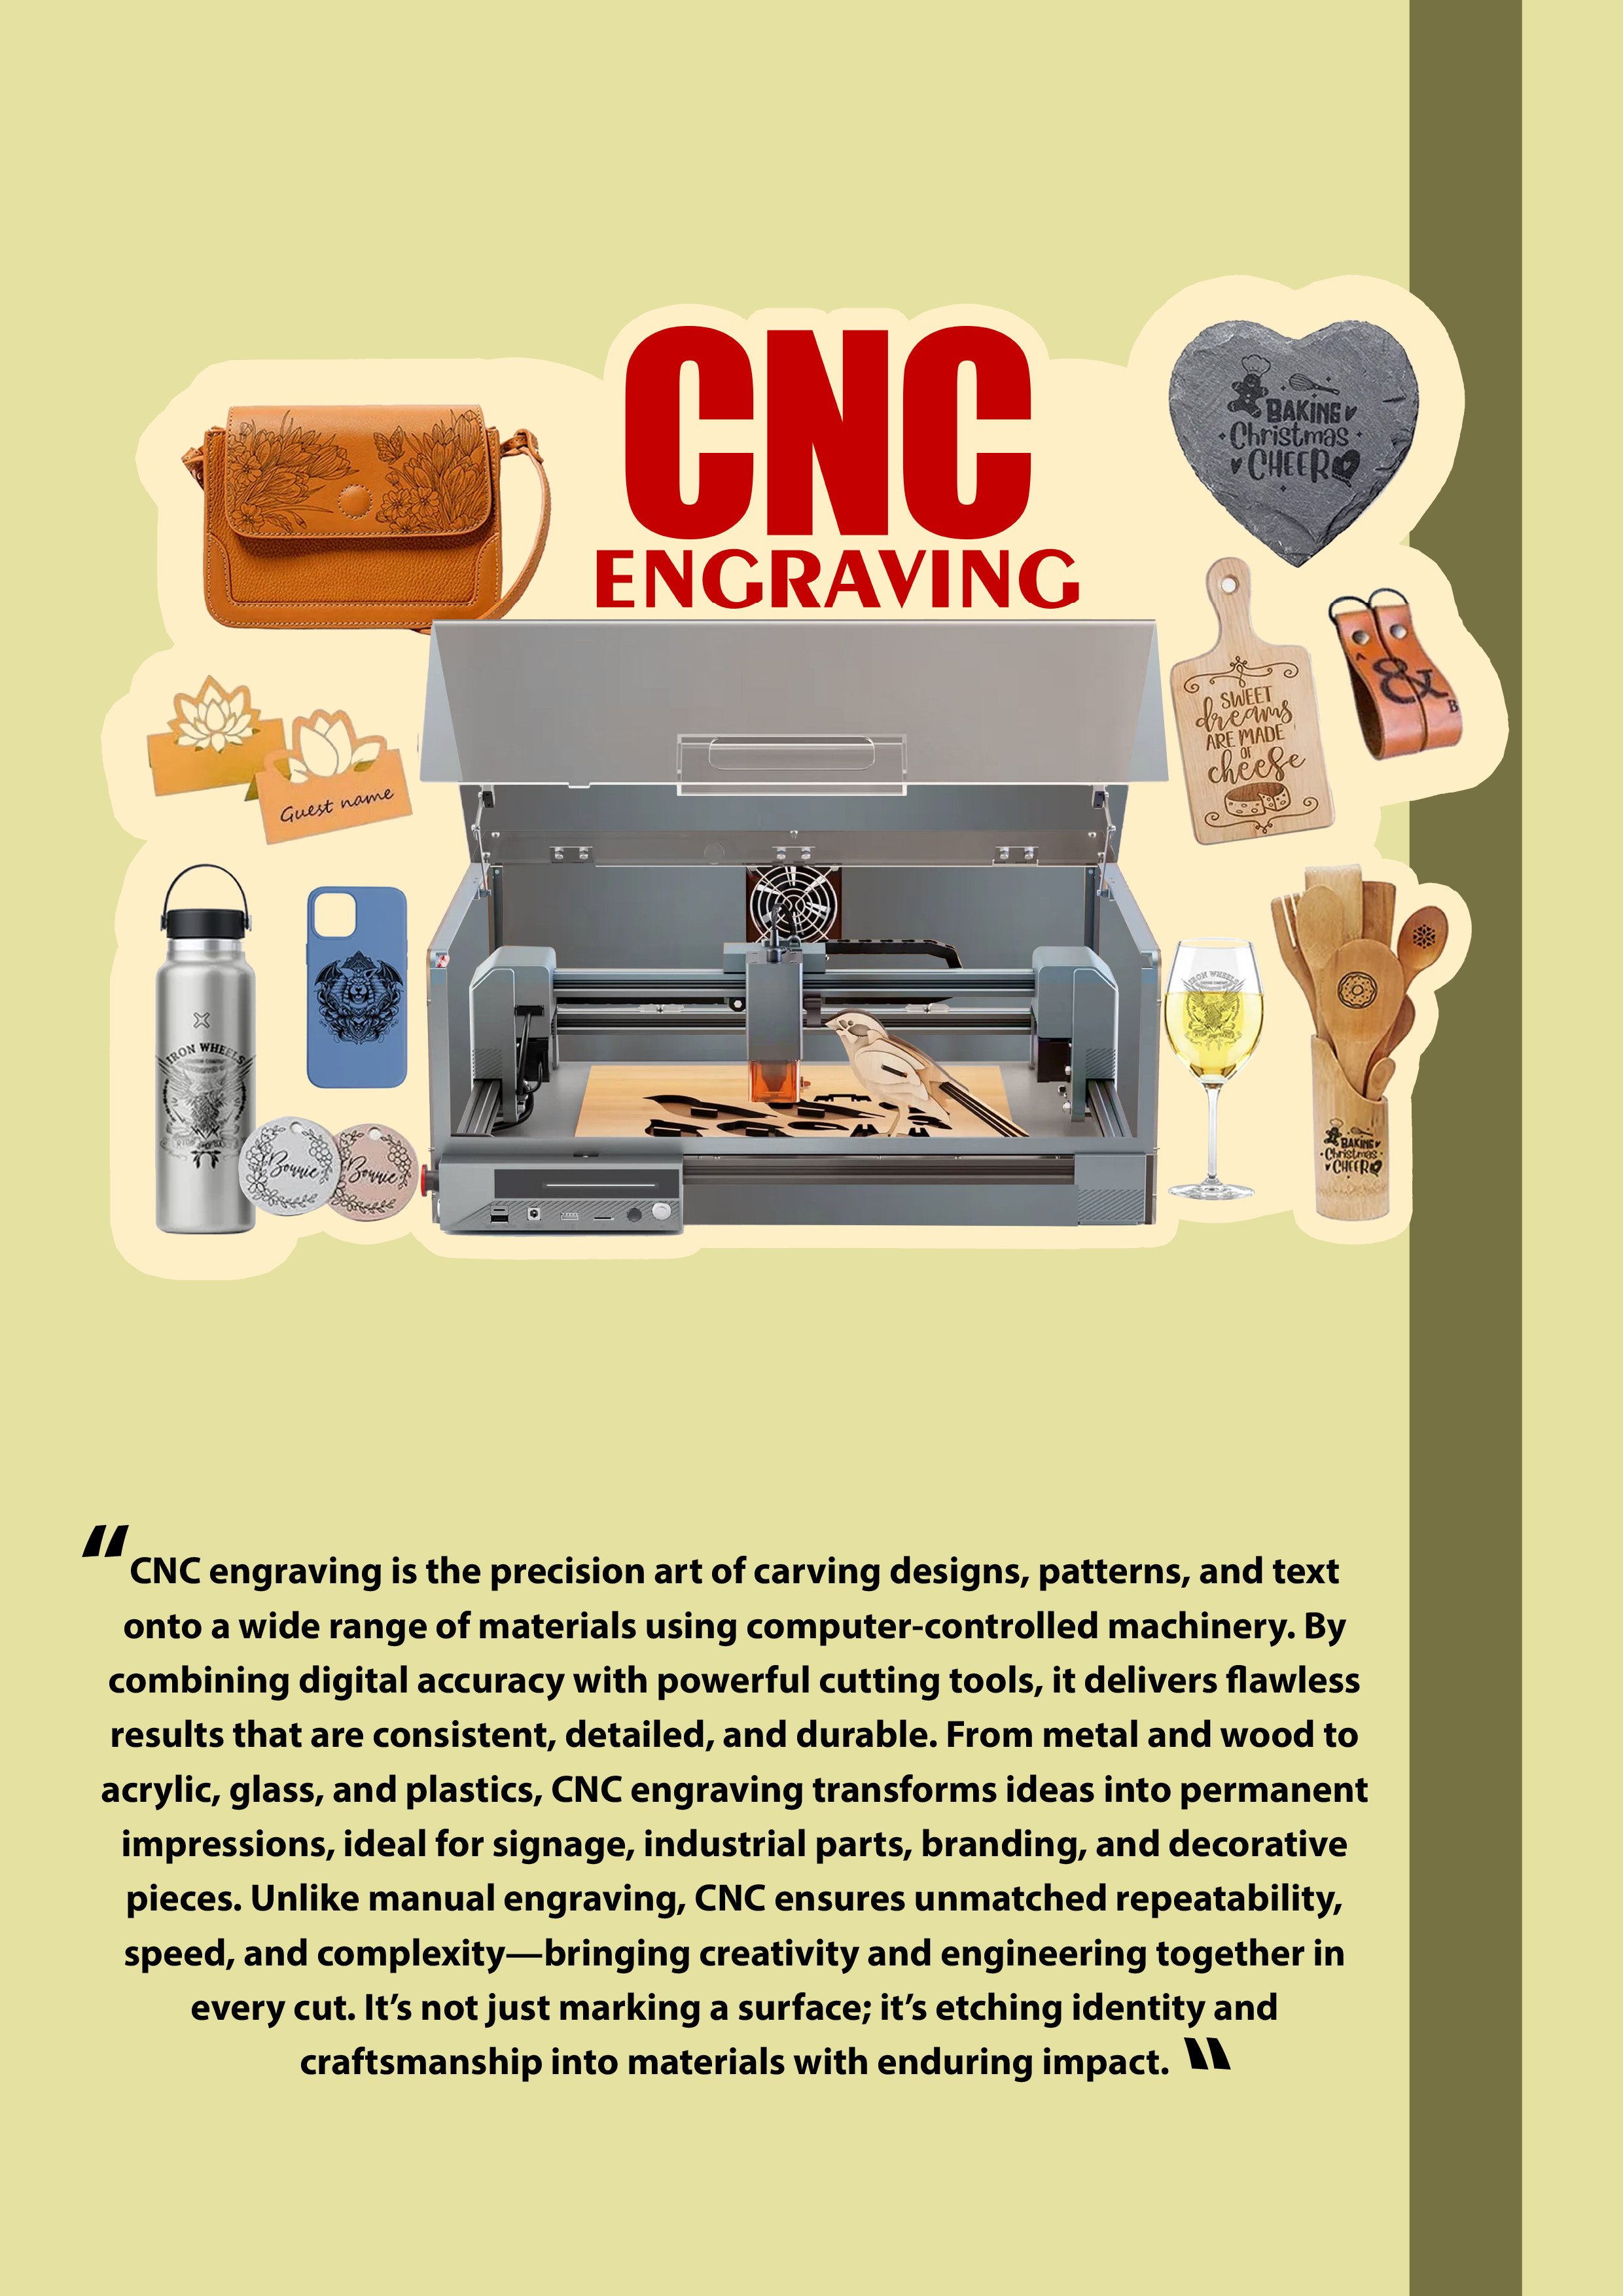 CNC
ENGRAVING
BAKING
Christmas
CHEER
SWEET
dreams
ARE MADE
OF
cheese
A
&
B
Guest name
IRON WHEELS
IRON WHEELS
Bonnie
Bonnie
BAKING
Christmas
CHEER
“CNC engraving is the precision art of carving designs, patterns, and text
onto a wide range of materials using computer-controlled machinery. By
combining digital accuracy with powerful cutting tools, it delivers flawless
results that are consistent, detailed, and durable. From metal and wood to
acrylic, glass, and plastics, CNC engraving transforms ideas into permanent
impressions, ideal for signage, industrial parts, branding, and decorative
pieces. Unlike manual engraving, CNC ensures unmatched repeatability,
speed, and complexity—bringing creativity and engineering together in
every cut. It’s not just marking a surface; it’s etching identity and
craftsmanship into materials with enduring impact.”